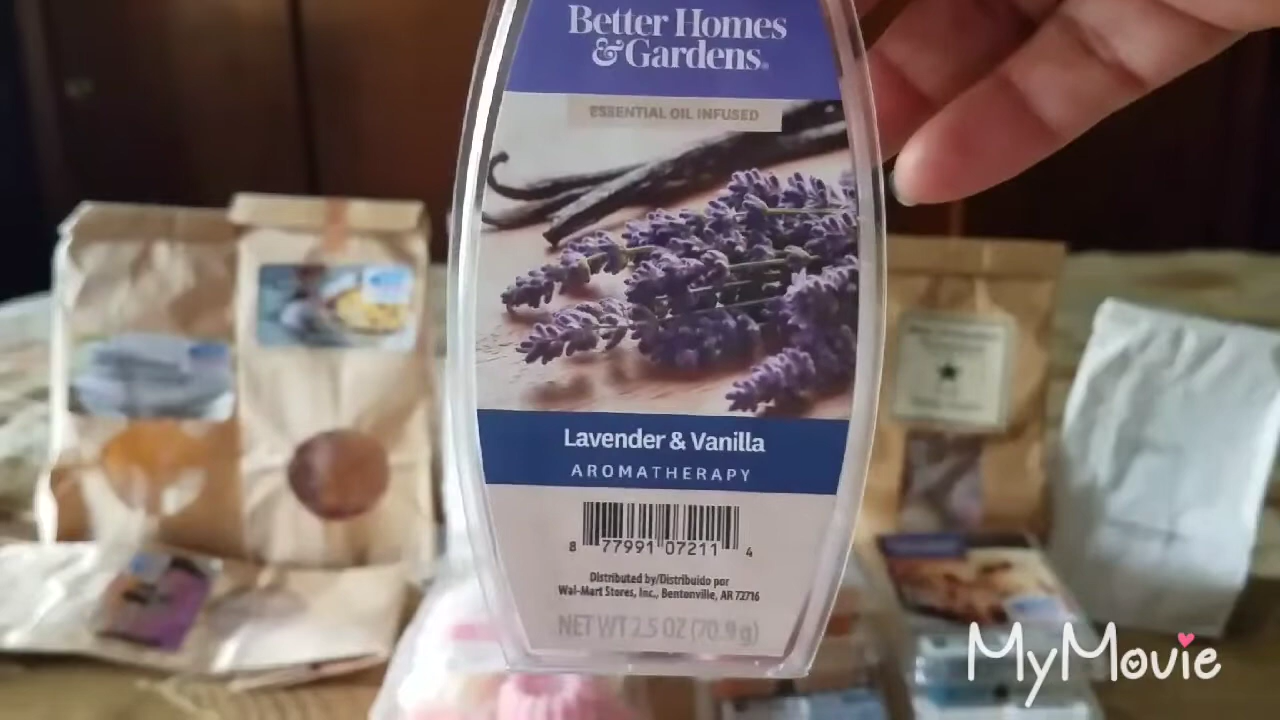 Better Homes
& Gardens®
ESSENTIAL OIL INFUSED
Lavender & Vanilla
AROMATHERAPY
8 77991 07211 4
Distributed by/Distribuido por
Wal-Mart Stores, Inc., Bentonville, AR 72716
NET WT 2.5 OZ (70.9 g)
MyMovie